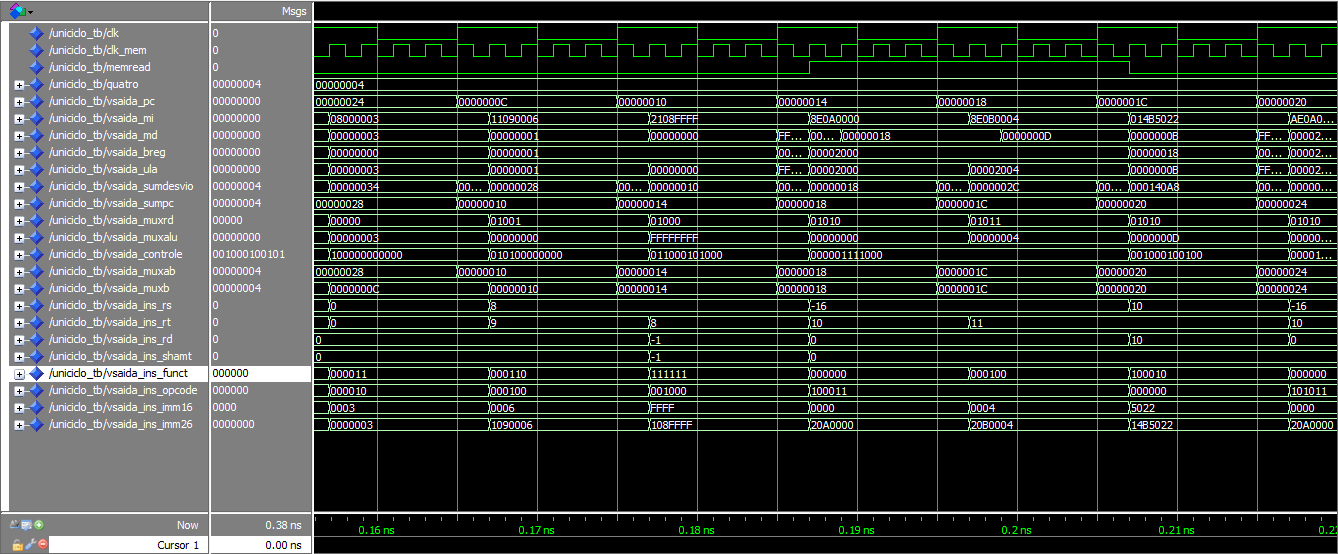 Msgs
/uniciclo_tb/clk 0
/uniciclo_tb/clk_mem 0
/uniciclo_tb/memread 0
/uniciclo_tb/quatro 00000004 00000004
/uniciclo_tb/vsaida_pc 00000000 00000024 0000000C 00000010 00000014 00000018 0000001C 00000020
/uniciclo_tb/vsaida_mi 00000000 08000003 11090006 2108FFFF 8E0A0000 8E0B0004 014B5022 AE0A0...
/uniciclo_tb/vsaida_md 00000000 00000003 00000001 00000000 FF... 00... 00000018 0000000D 0000000B FF... 00002...
/uniciclo_tb/vsaida_breg 00000000 00000000 00000001 00... 00002000 00000018 00... 00002...
/uniciclo_tb/vsaida_ula 00000000 00000003 00000001 00000000 FF... 00002000 00002004 0000000B FF... 00002...
/uniciclo_tb/vsaida_sumdesvio 00000004 00000034 00... 00000028 00... 00000010 00... 00000018 00... 0000002C 00... 000140A8 00... 00000...
/uniciclo_tb/vsaida_sumpc 00000004 00000028 00000010 00000014 00000018 0000001C 00000020 00000024
/uniciclo_tb/vsaida_muxrd 00000 00000 01001 01000 01010 01011 01010 01010
/uniciclo_tb/vsaida_muxalu 00000000 00000003 00000000 FFFFFFFF 00000000 00000004 0000000D 00000...
/uniciclo_tb/vsaida_controle 001000100101 100000000000 010100000000 011000101000 000001111000 001000100100 00001...
/uniciclo_tb/vsaida_muxab 00000004 00000028 00000010 00000014 00000018 0000001C 00000020 00000024
/uniciclo_tb/vsaida_muxb 00000004 0000000C 00000010 00000014 00000018 0000001C 00000020 00000024
/uniciclo_tb/vsaida_ins_rs 0 0 8 -16 10 -16
/uniciclo_tb/vsaida_ins_rt 0 0 9 8 10 11 10
/uniciclo_tb/vsaida_ins_rd 0 0 -1 0 10 0
/uniciclo_tb/vsaida_ins_shamt 0 0 -1 0
/uniciclo_tb/vsaida_ins_funct 000000 000011 000110 111111 000000 000100 100010 000000
/uniciclo_tb/vsaida_ins_opcode 000000 000010 000100 001000 100011 000000 101011
/uniciclo_tb/vsaida_ins_imm16 0000 0003 0006 FFFF 0000 0004 5022 0000
/uniciclo_tb/vsaida_ins_imm26 0000000 0000003 1090006 108FFFF 20A0000 20B0004 14B5022 20A0000
Now 0.38 ns 0.16 ns 0.17 ns 0.18 ns 0.19 ns 0.2 ns 0.21 ns
Cursor 1 0.00 ns